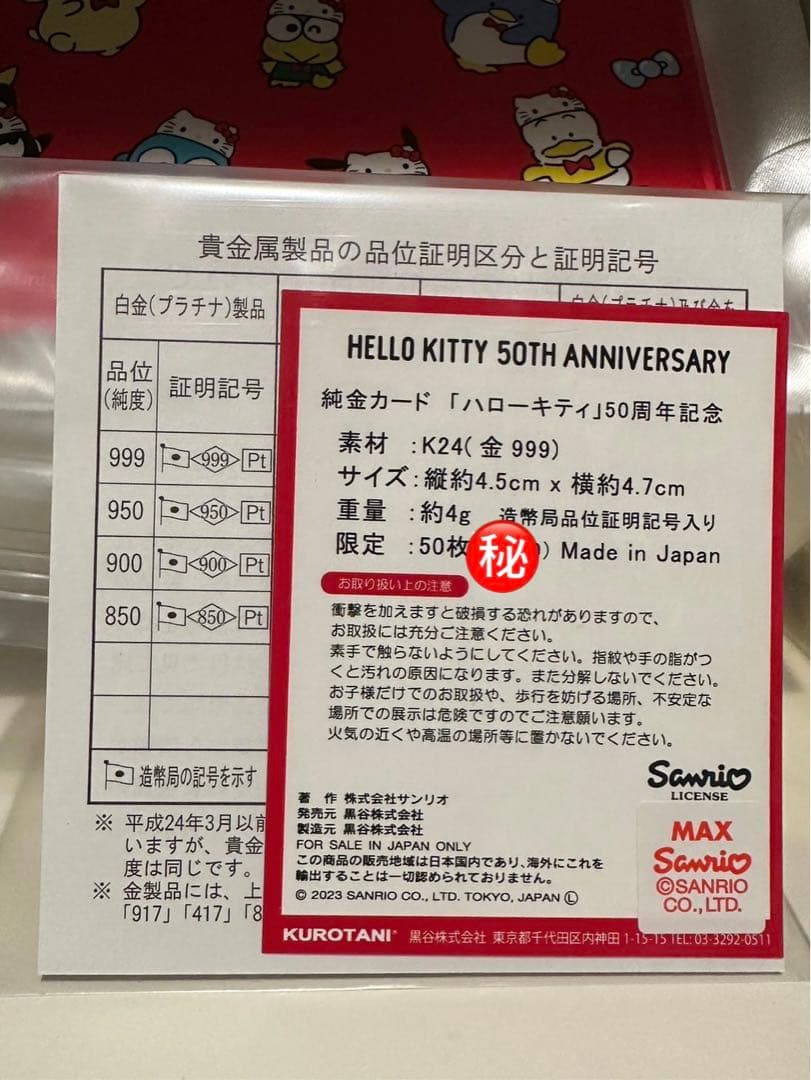 貴金属製品の品位証明区分と証明記号
白金(プラチナ)製品
白金(プラチナ)及び金を
品位
(純度)
証明記号
999 <999> Pt
950 <950> Pt
900 <900> Pt
850 <850> Pt
造幣局の記号を示す
※ 平成24年3月以前
いますが、貴金
度は同じです。
※ 金製品には、上
「917」「417」「8
HELLO KITTY 50TH ANNIVERSARY
純金カード 「ハローキティ」50周年記念
素材 :K24(金 999)
サイズ:縦約4.5cm x 横約4.7cm
重量 :約4g 造幣局品位証明記号入り
限定 :50枚 ㊙ ) Made in Japan
お取り扱い上の注意
衝撃を加えますと破損する恐れがありますので、
お取扱には充分ご注意ください。
素手で触らないようにしてください。指紋や手の脂がつ
くと汚れの原因になります。また分解しないでください。
お子様だけでのお取扱や、歩行を妨げる場所、不安定な
場所での展示は危険ですのでご注意願います。
火気の近くや高温の場所等に置かないでください。
Sanrio
LICENSE
著 作 株式会社サンリオ
発売元 黒谷株式会社
製造元 黒谷株式会社
FOR SALE IN JAPAN ONLY
この商品の販売地域は日本国内であり、海外にこれを
輸出することは一切認められておりません。
© 2023 SANRIO CO., LTD. TOKYO, JAPAN Ⓛ
MAX
Sanrio
©SANRIO
CO.,LTD.
KUROTANI® 黒谷株式会社 東京都千代田区内神田 1-15-15 TEL: 03-3292-0511